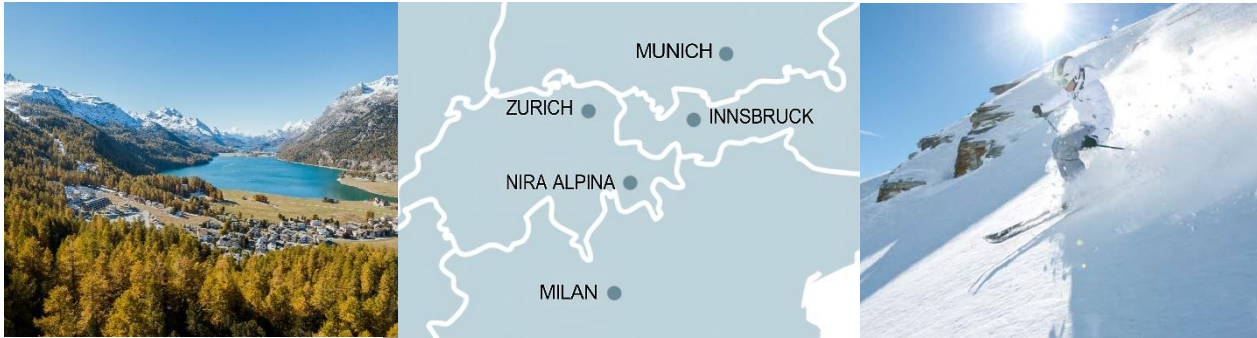 MUNICH
ZURICH
INNSBRUCK
NIRA ALPINA
MILAN